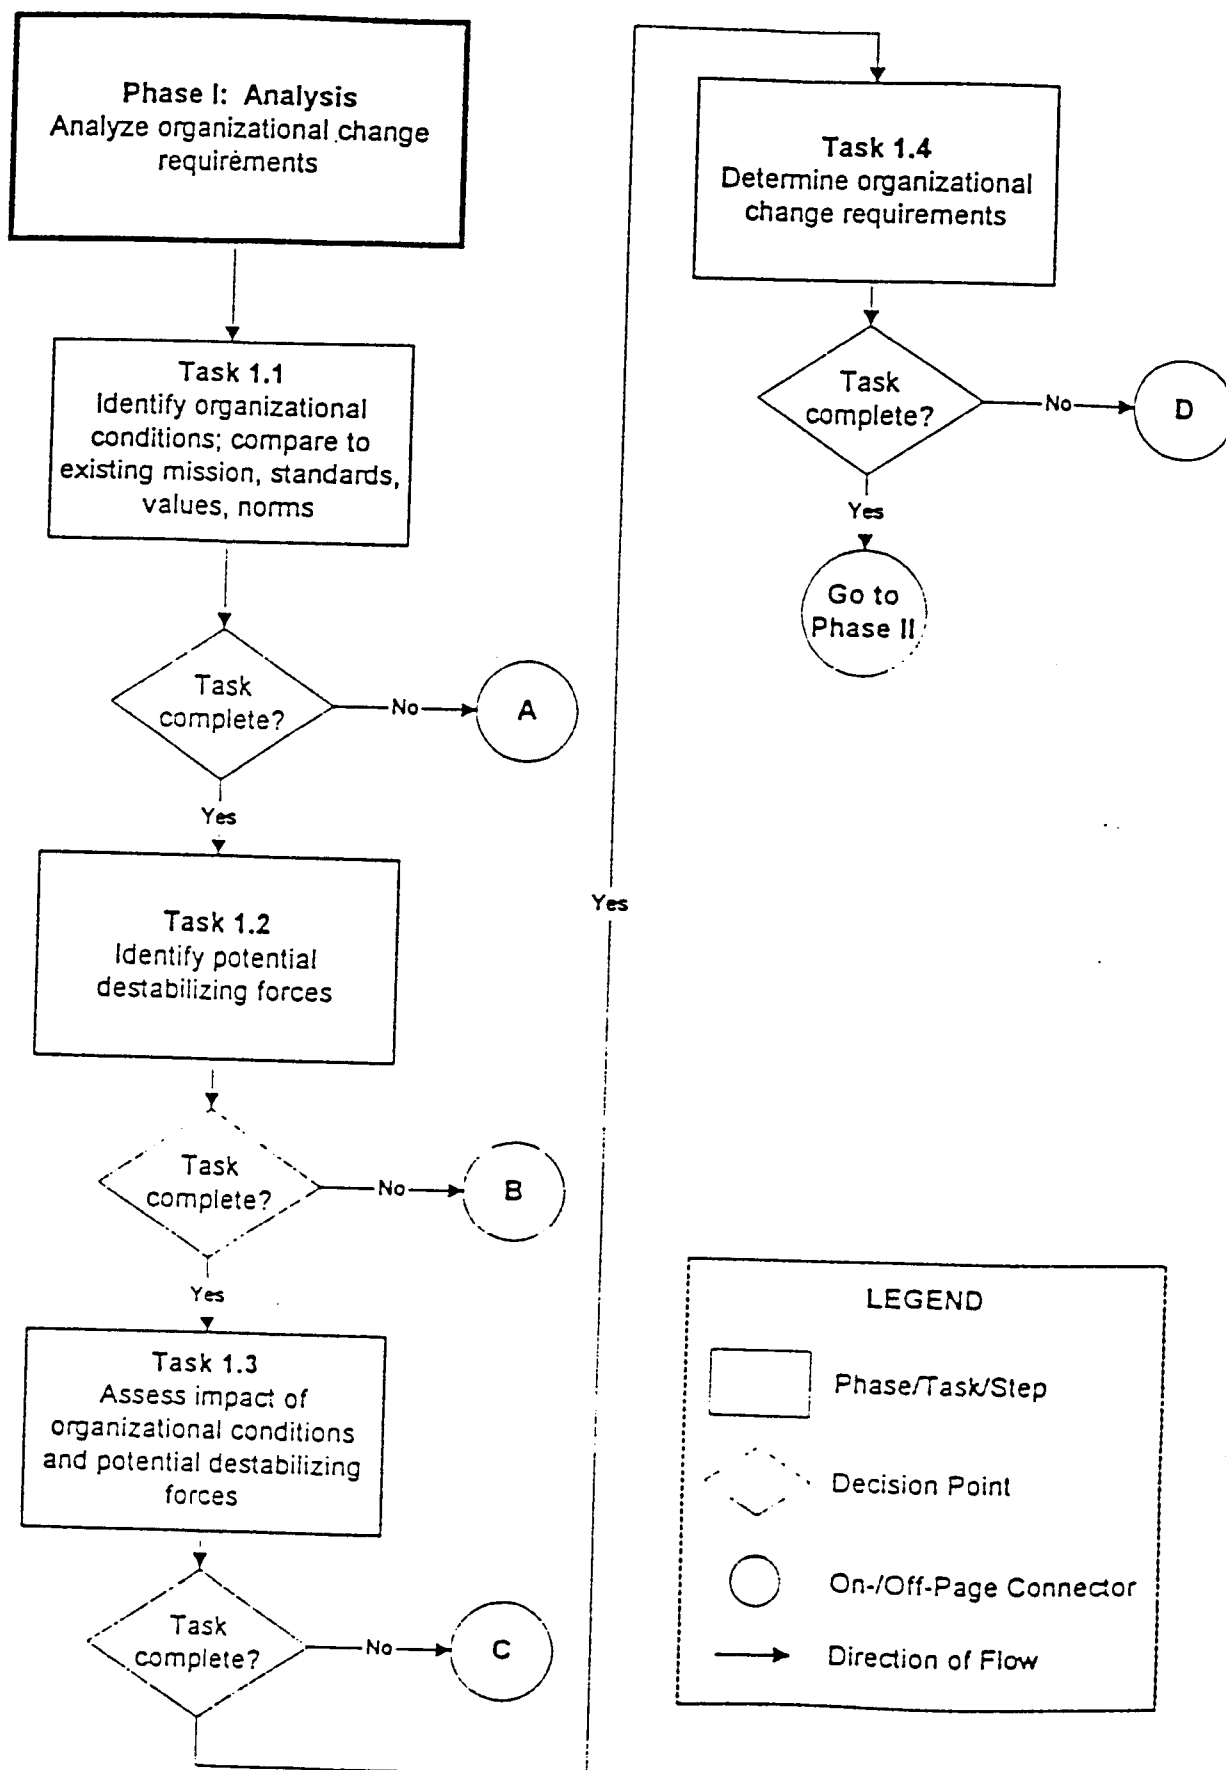 Phase I: Analysis
Analyze organizational change
requirements
Task 1.1
Identify organizational
conditions; compare to
existing mission, standards,
values, norms
Task
complete?
No
A
Yes
Task 1.2
Identify potential
destabilizing forces
Task
complete?
No
B
Yes
Task 1.3
Assess impact of
organizational conditions
and potential destabilizing
forces
Task
complete?
No
C
Yes
Task 1.4
Determine organizational
change requirements
Task
complete?
No
D
Yes
Go to
Phase II
LEGEND
Phase/Task/Step
Decision Point
On-/Off-Page Connector
Direction of Flow